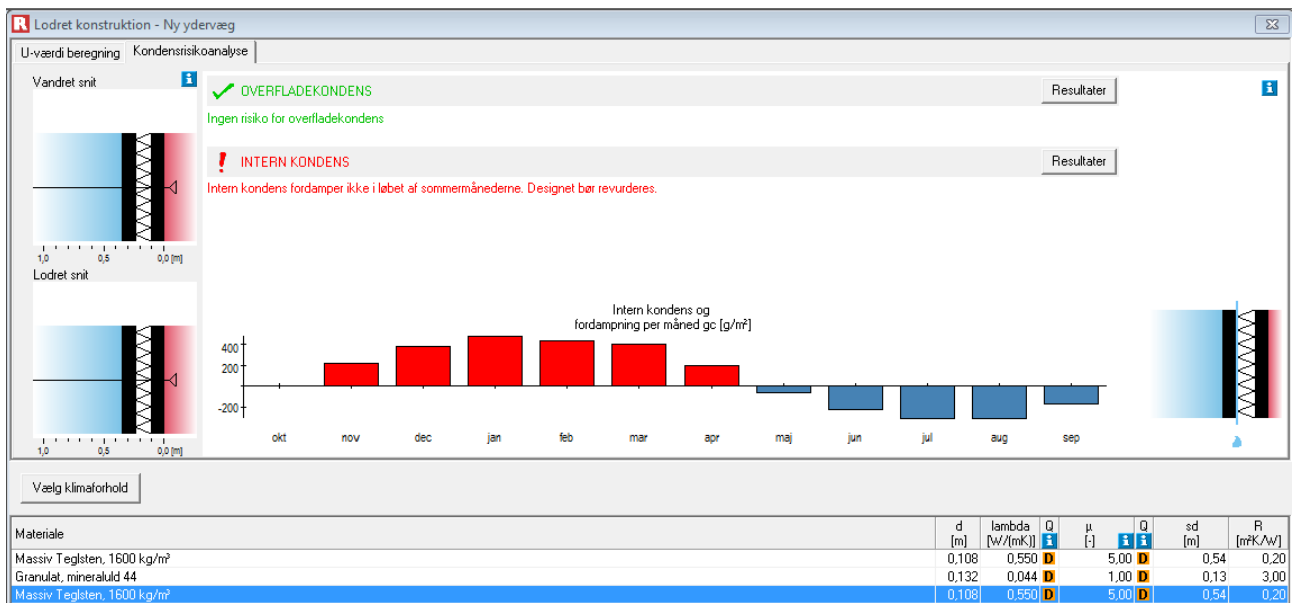 R Lodret konstruktion - Ny ydervæg
U-værdi beregning Kondensrisikoanalyse
Vandret snit
OVERFLADEKONDENS Resultater
Ingen risiko for overfladekondens
INTERN KONDENS Resultater
Intern kondens fordamper ikke i løbet af sommermånederne. Designet bør revurderes.
1,0 0,5 0,0 [m]
Lodret snit
Intern kondens og
fordampning per måned gc [g/m²]
400
200
-200
okt nov dec jan feb mar apr maj jun jul aug sep
1,0 0,5 0,0 [m]
Vælg klimaforhold
Materiale d [m] lambda [W/(mK)] Q µ [-] Q sd [m] R [m²K/W]
Massiv Teglsten, 1600 kg/m³ 0,108 0,550 D 5,00 D 0,54 0,20
Granulat, mineraluld 44 0,132 0,044 D 1,00 D 0,13 3,00
Massiv Teglsten, 1600 kg/m³ 0,108 0,550 D 5,00 D 0,54 0,20